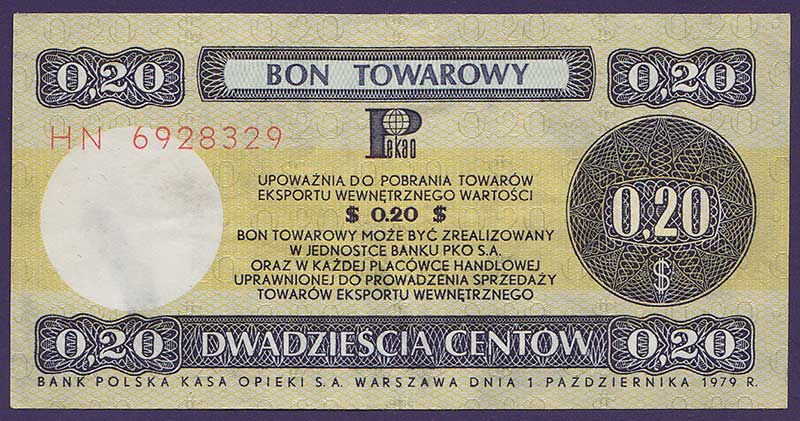 0,20 BON TOWAROWY 0,20
Pekao
HN 6928329
UPOWAŻNIA DO POBRANIA TOWARÓW
EKSPORTU WEWNĘTRZNEGO WARTOŚCI
$ 0.20 $
BON TOWAROWY MOŻE BYĆ ZREALIZOWANY
W JEDNOSTCE BANKU PKO S.A.
ORAZ W KAŻDEJ PLACÓWCE HANDLOWEJ
UPRAWNIONEJ DO PROWADZENIA SPRZEDAŻY
TOWARÓW EKSPORTU WEWNĘTRZNEGO
0,20
$
0,20 DWADZIEŚCIA CENTÓW 0,20
BANK POLSKA KASA OPIEKI S.A. WARSZAWA DNIA 1 PAŹDZIERNIKA 1979 R.